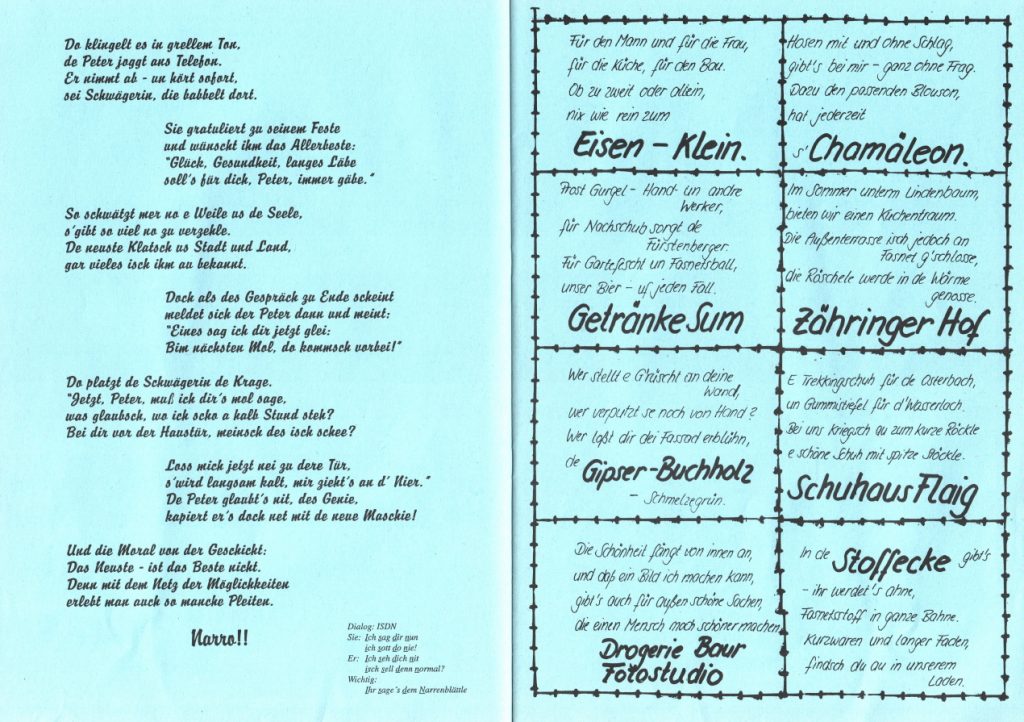 Do klingelt es in grellem Ton,
de Peter joggt ans Telefon.
Er nimmt ab - un hört sofort,
sei Schwägerin, die babbelt dort.
Sie gratuliert zu seinem Feste
und wünscht ihm das Allerbeste:
"Glück, Gesundheit, langes Läbe
soll's für dich, Peter, immer gäbe."
So schwätzt mer no e Weile us de Seele,
s'gibt so viel no zu verzehle.
De neuste Klatsch us Stadt und Land,
gar vieles isch ihm au bekannt.
Doch als des Gespräch zu Ende scheint
meldet sich der Peter dann und meint:
"Eines sag ich dir jetzt glei:
Bim nächsten Mol, do kommsch vorbei!"
Do platzt de Schwägerin de Krage.
"Jetzt, Peter, muß ich dir's mol sage,
was glaubsch, wo ich scho a halb Stund steh?
Bei dir vor der Haustür, meinsch des isch schee?
Loss mich jetzt nei zu dere Tür,
s'wird langsam kalt, mir zieht's an d' Nier."
De Peter glaubt's nit, des Genie,
kapiert er's doch net mit de neue Maschie!
Und die Moral von der Geschicht:
Das Neuste - ist das Beste nicht.
Denn mit dem Netz der Möglichkeiten
erlebt man auch so manche Pleiten.
Narro!!
Dialog: ISDN
Sie: Ich sag dir nun
ich sott do nie!
Er: Ich seh dich nit
isch sell denn normal?
Wichtig:
Ihr sage's dem Narrenblättle
Für den Mann und für die Frau,
für die Küche, für den Bau.
Ob zu zweit oder allein,
nix wie rein zum
Eisen - Klein.
Hosen mit und ohne Schlag,
gibt's bei mir - ganz ohne Frag.
Dazu den passenden Blouson,
hat jederzeit
s' Chamäleon.
Prost Gurgel - Hand- un andre
Werker,
für Nachschub sorgt de
Fürstenberger.
Für Gartefescht un Fasnetsball,
unser Bier - uf jeden Fall.
Getränke Sum
Im Sommer unterm Lindenbaum,
bieten wir einen Kuchentraum.
Die Außenterrasse isch jedoch an
Fasnet g'schlosse,
die Räschele werde in de Wärme
genosse.
Zähringer Hof
Wer stellt e G'rüscht an deine
Wand,
wer verputzt se noch von Hand?
Wer loßt dir dei Fassad erblühn,
de Gipser-Buchholz
- Schmelzegrün.
E Trekkingschuh für de Osterbach,
un Gummistiefel für d'Wasserlach.
Bei uns kriegsch au zum kurze Röckle
e schöne Schuh mit spitze Stöckle.
Schuhaus Flaig
Die Schönheit fängt von innen an,
und daß ein Bild ich machen kann,
gibt's auch für außen schöne Sachen,
die einen Mensch noch schöner machen
Drogerie Baur
Fotostudio
In de Stoffecke gibt's
- ihr werdet's ahne,
Fasnetsstoff in ganze Bahne.
Kurzwaren und langer Faden,
findsch du au in unserem
Laden.